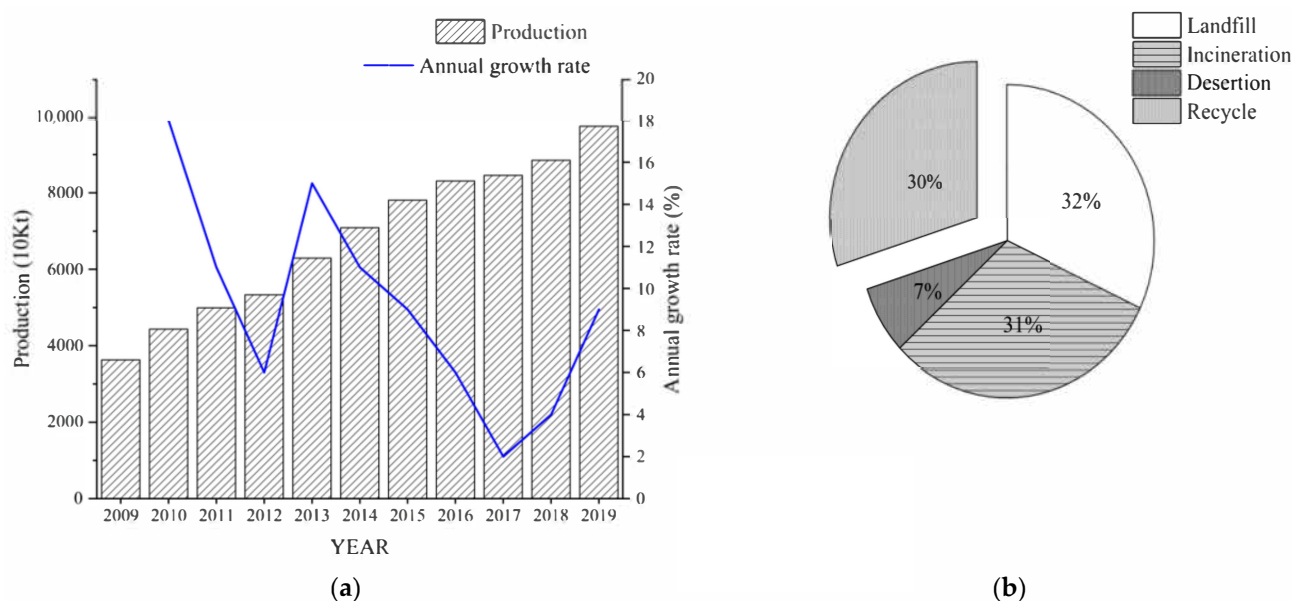 Production
Annual growth rate
Production (10Kt)
10,000
8000
6000
4000
2000
0
20
18
16
14
12
10
8
6
4
2
0
Annual growth rate (%)
2009 2010 2011 2012 2013 2014 2015 2016 2017 2018 2019
YEAR
(a)
Landfill
Incineration
Desertion
Recycle
30%
32%
7%
31%
(b)